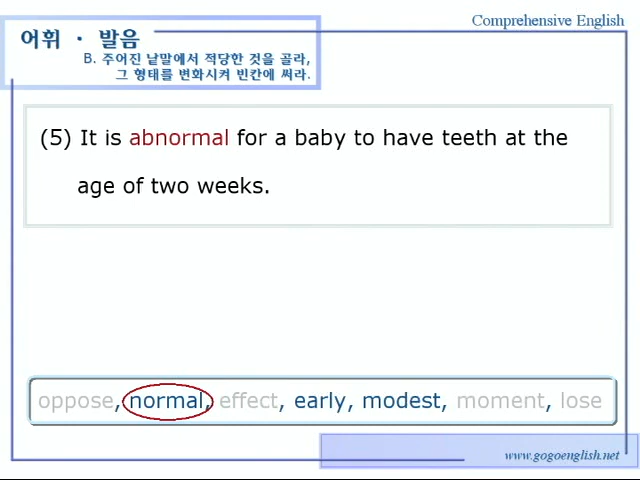 Comprehensive English
어휘 · 발음
B. 주어진 낱말에서 적당한 것을 골라,
그 형태를 변화시켜 빈칸에 써라.
(5) It is abnormal for a baby to have teeth at the
age of two weeks.
oppose, normal, effect, early, modest, moment, lose
www.gogoenglish.net